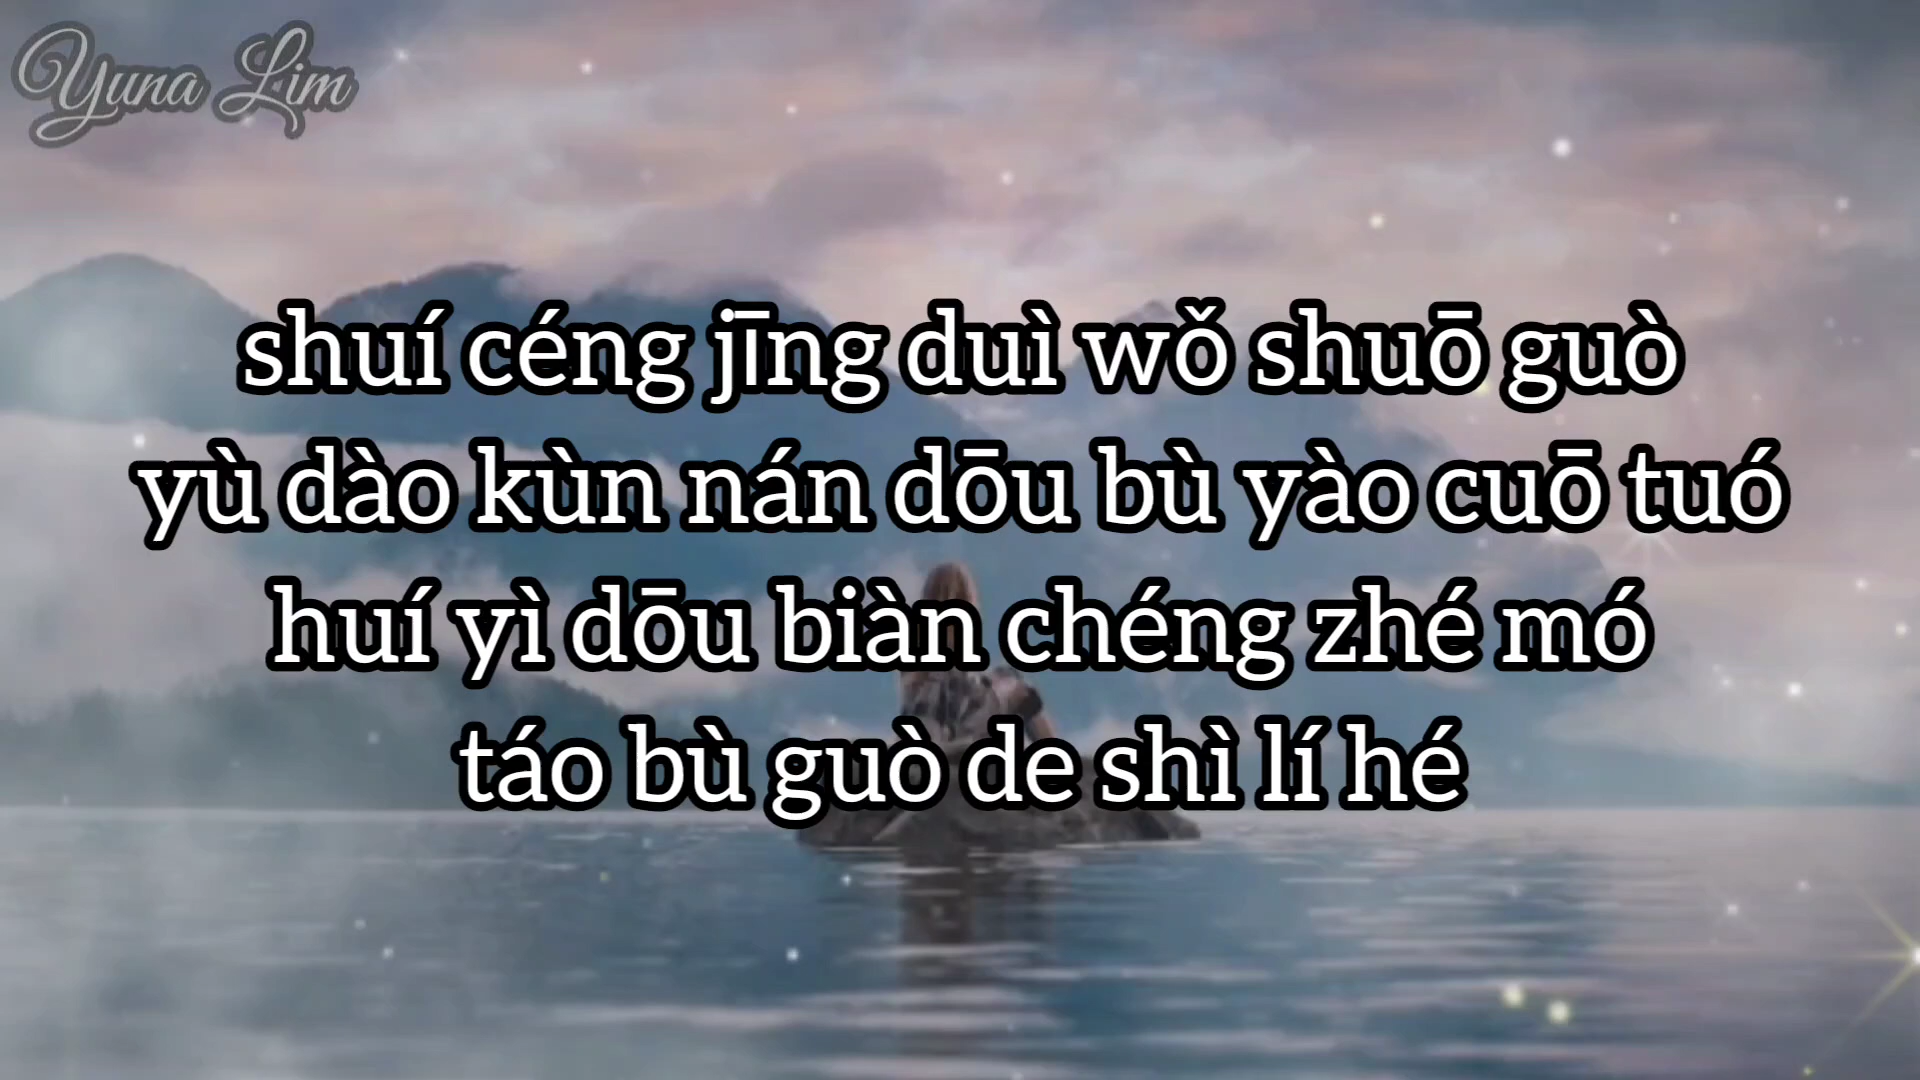 Yuna Lim
shuí céng jīng duì wǒ shuō guò
yù dào kùn nán dōu bù yào cuō tuó
huí yì dōu biàn chéng zhé mó
táo bù guò de shì lí hé